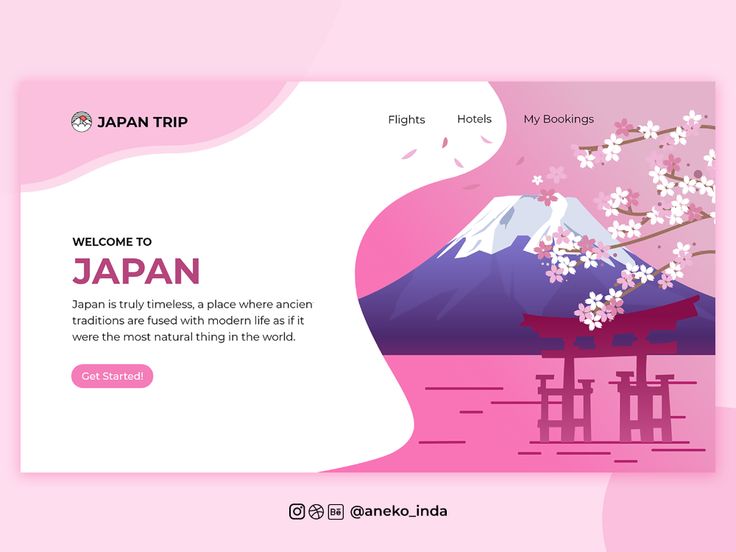 JAPAN TRIP
Flights
Hotels
My Bookings
WELCOME TO
JAPAN
Japan is truly timeless, a place where ancien
traditions are fused with modern life as if it
were the most natural thing in the world.
Get Started!
Bē
@aneko_inda